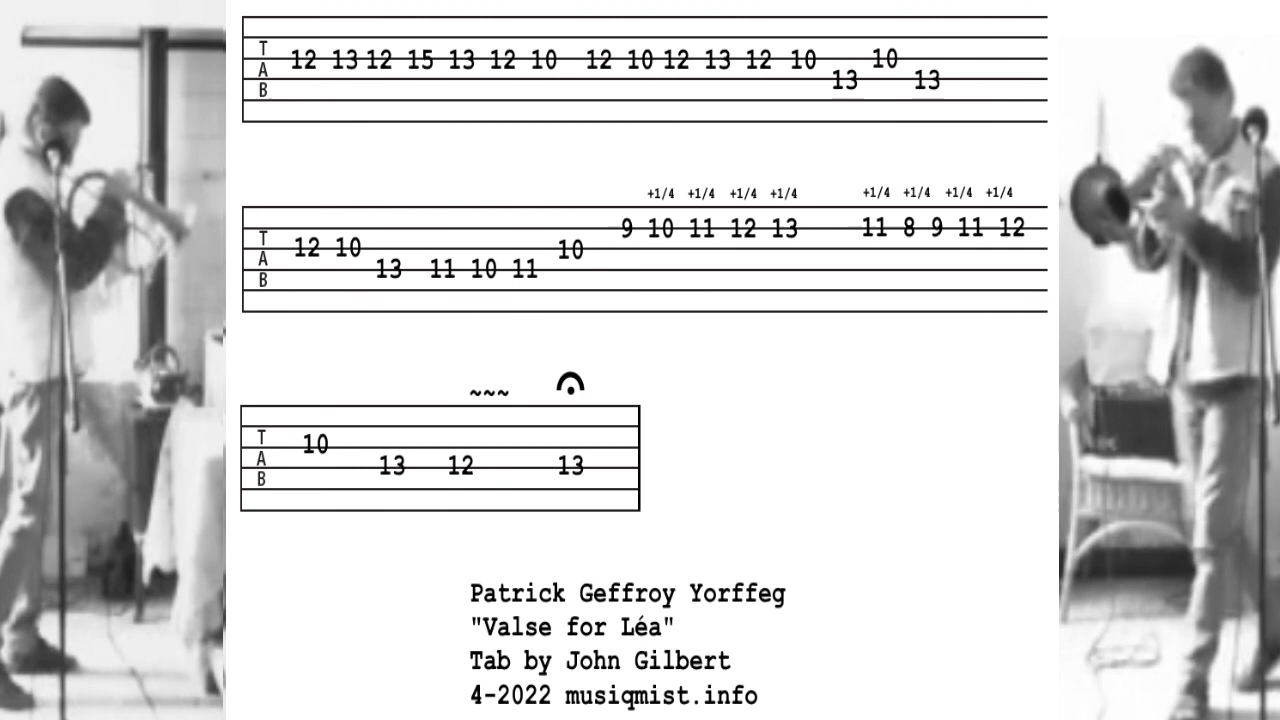 T
A
B
12 13 12 15 13 12 10 12 10 12 13 12 10 13 10 13
+1/4 +1/4 +1/4 +1/4 +1/4 +1/4 +1/4 +1/4
T
A
B
12 10 13 11 10 11 10 9 10 11 12 13 11 8 9 11 12
~~~
T
A
B
10 13 12 13
Patrick Geffroy Yorffeg
"Valse for Léa"
Tab by John Gilbert
4-2022 musiqmist.info